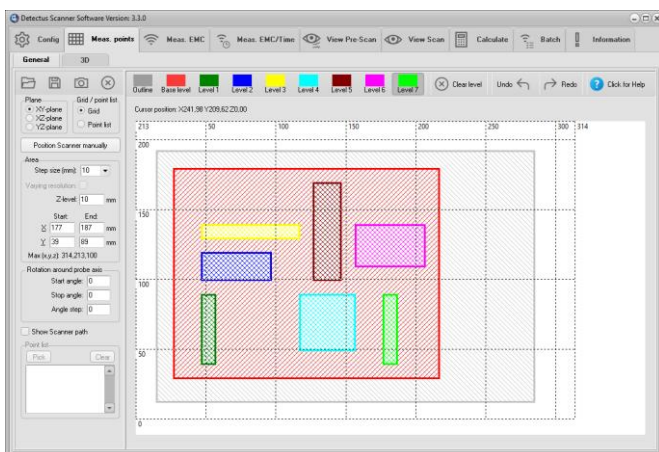 Detectus Scanner Software Version: 3.3.0
Config Meas. points Meas. EMC Meas. EMC/Time View Pre-Scan View Scan Calculate Batch Information
General 3D
Outline Base level Level 1 Level 2 Level 3 Level 4 Level 5 Level 6 Level 7 Clear level Undo Redo Click for Help
Plane Grid / point list
XY-plane Grid
XZ-plane Point list
YZ-plane
Cursor position: X241,98 Y209,62 Z0,00
213 50 100 150 200 250 300 314
200
150
100
50
0
Position Scanner manually
Area
Step size (mm): 10
Varying resolution:
Z-level: 10 mm
Start End
X 177 187 mm
Y 39 89 mm
Max (x,y,z) 314,213,100
Rotation around probe axis
Start angle: 0
Stop angle: 0
Angle step: 0
Show Scanner path
Point list
Pick Clear